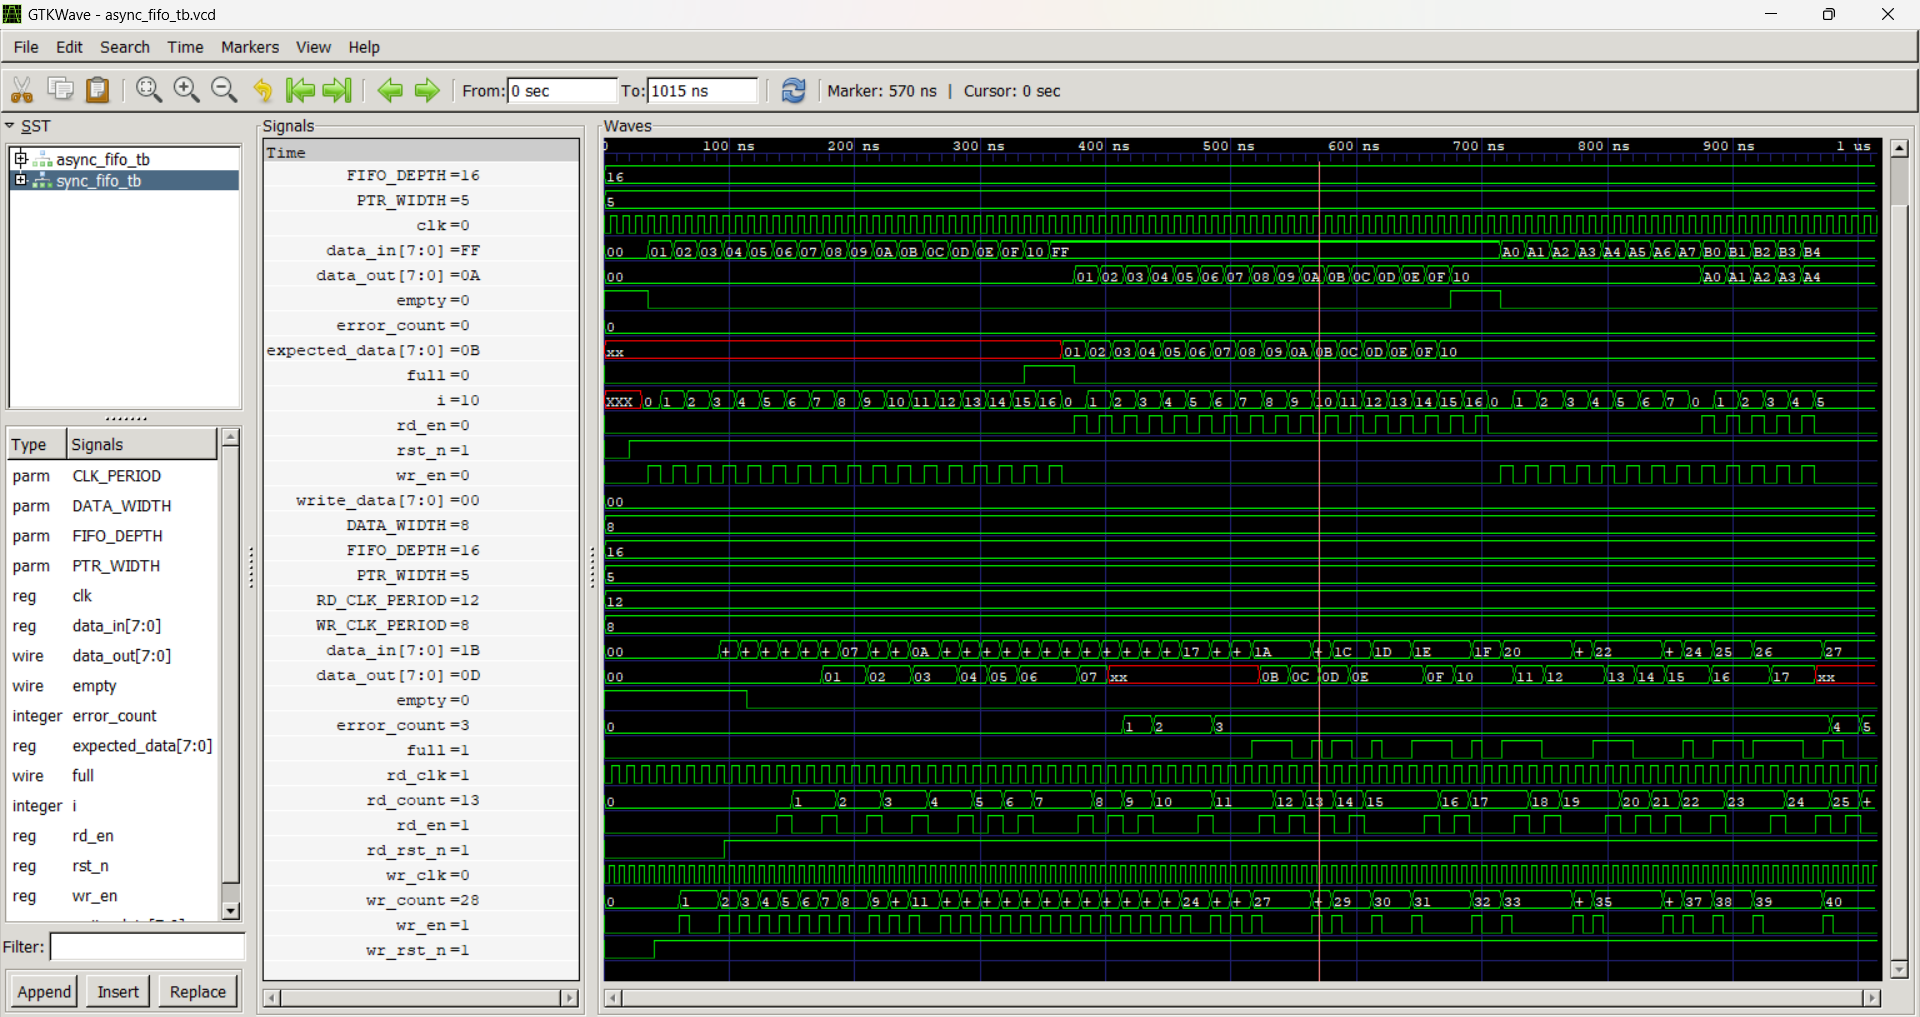 GTKWave - async_fifo_tb.vcd
File Edit Search Time Markers View Help
From: 0 sec To: 1015 ns Marker: 570 ns | Cursor: 0 sec
SST
async_fifo_tb
sync_fifo_tb
Type Signals
parm CLK_PERIOD
parm DATA_WIDTH
parm FIFO_DEPTH
parm PTR_WIDTH
reg clk
reg data_in[7:0]
wire data_out[7:0]
wire empty
integer error_count
reg expected_data[7:0]
wire full
integer i
reg rd_en
reg rst_n
reg wr_en
Filter:
Append Insert Replace
Signals
Time
FIFO_DEPTH=16
PTR_WIDTH=5
clk=0
data_in[7:0]=FF
data_out[7:0]=0A
empty=0
error_count=0
expected_data[7:0]=0B
full=0
i=10
rd_en=0
rst_n=1
wr_en=0
write_data[7:0]=00
DATA_WIDTH=8
FIFO_DEPTH=16
PTR_WIDTH=5
RD_CLK_PERIOD=12
WR_CLK_PERIOD=8
data_in[7:0]=1B
data_out[7:0]=0D
empty=0
error_count=3
full=1
rd_clk=1
rd_count=13
rd_en=1
rd_rst_n=1
wr_clk=0
wr_count=28
wr_en=1
wr_rst_n=1
Waves
0 100 ns 200 ns 300 ns 400 ns 500 ns 600 ns 700 ns 800 ns 900 ns 1 us
16
5
00 01 02 03 04 05 06 07 08 09 0A 0B 0C 0D 0E 0F 10 FF A0 A1 A2 A3 A4 A5 A6 A7 B0 B1 B2 B3 B4
00 01 02 03 04 05 06 07 08 09 0A 0B 0C 0D 0E 0F 10 A0 A1 A2 A3 A4
0
xx 01 02 03 04 05 06 07 08 09 0A 0B 0C 0D 0E 0F 10
XXX 0 1 2 3 4 5 6 7 8 9 10 11 12 13 14 15 16 0 1 2 3 4 5 6 7 8 9 10 11 12 13 14 15 16 0 1 2 3 4 5 6 7 0 1 2 3 4 5
00
8
16
5
12
8
00 + + + + + + 07 + + 0A + + + + + + + + + + + + 17 + + 1A + 1C 1D 1E 1F 20 + 22 + 24 25 26 27
00 01 02 03 04 05 06 07 xx 0B 0C 0D 0E 0F 10 11 12 13 14 15 16 17 xx
0 1 2 3 4 5
0 1 2 3 4 5 6 7 8 9 10 11 12 13 14 15 16 17 18 19 20 21 22 23 24 25 +
0 1 2 3 4 5 6 7 8 9 + 11 + + + + + + + + + + + + 24 + + 27 + 29 30 31 32 33 + 35 + 37 38 39 40